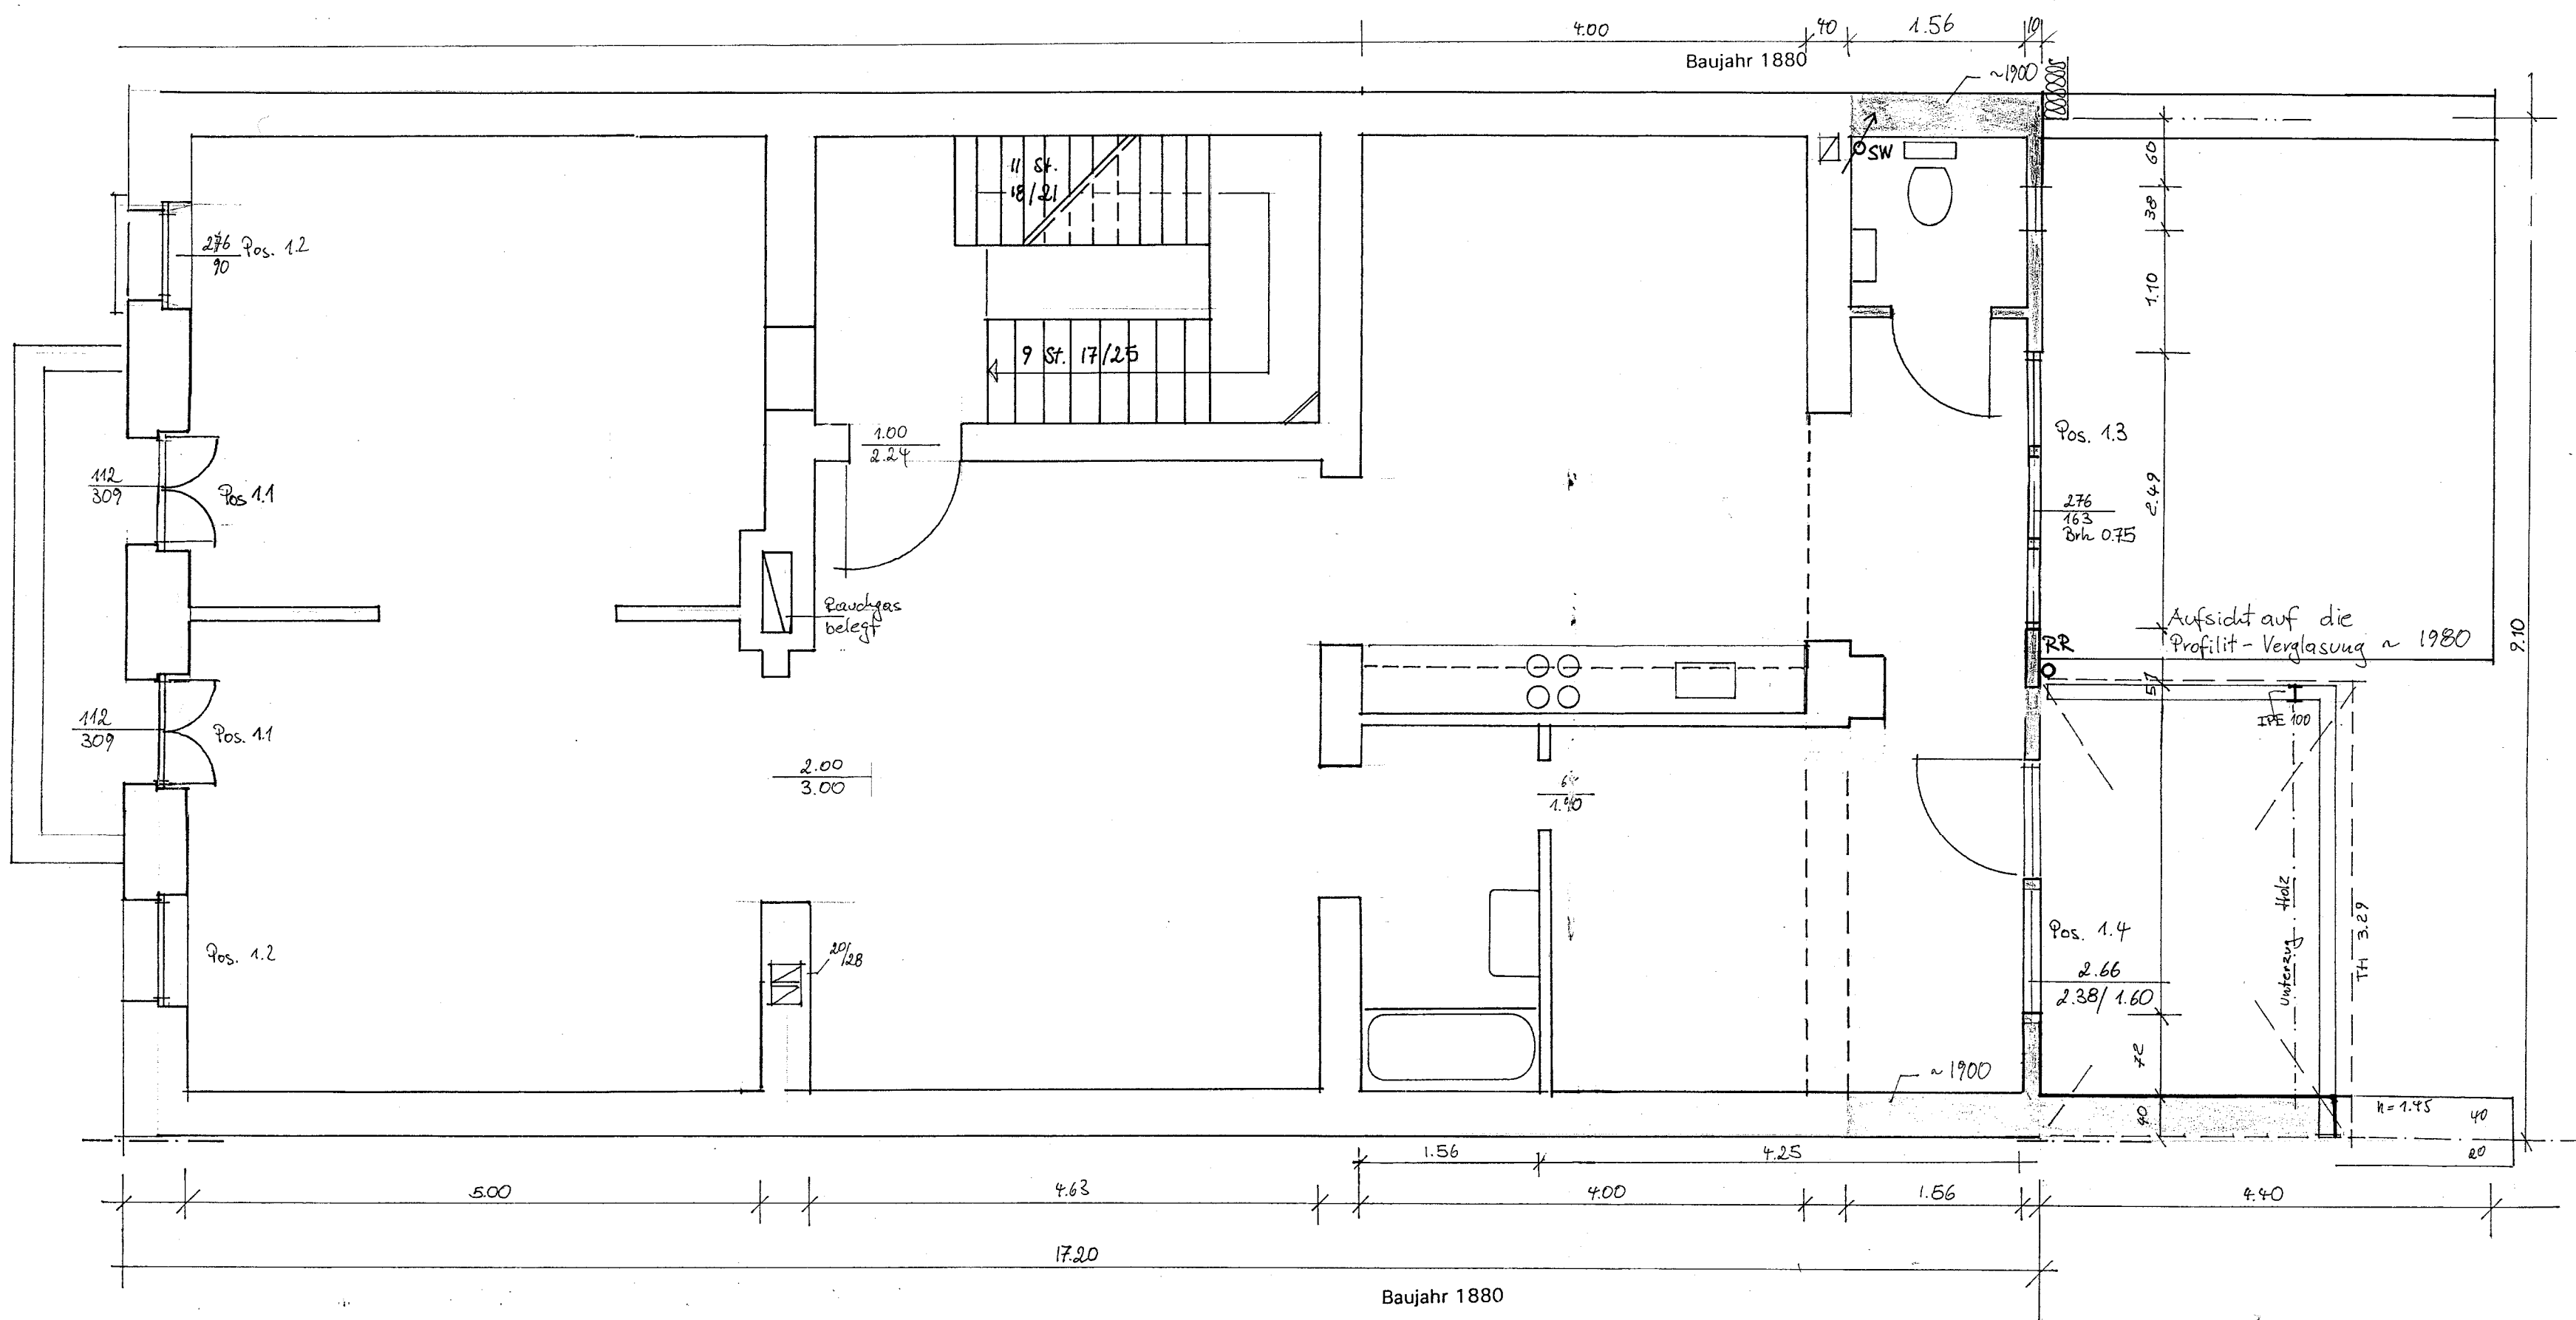 4.00
40
1.56
10
Baujahr 1880
~1900
SW
11 St.
18/21
60
38
276
90
Pos. 1.2
1.10
9 St. 17/25
1.00
2.24
Pos. 1.3
112
309
Pos 1.1
2.49
276
163
Brh 0.75
Rauchgas
belegt
Aufsicht auf die
Profilit-Verglasung ~ 1980
RR
9.10
57
IPE 100
112
309
Pos. 1.1
2.00
3.00
1.90
Unterzug Holz
TH 3.29
Pos. 1.4
2.66
2.38/1.60
Pos. 1.2
20/28
72
~1900
40
h=1.45
40
20
1.56
4.25
5.00
4.63
4.00
1.56
4.40
17.20
Baujahr 1880